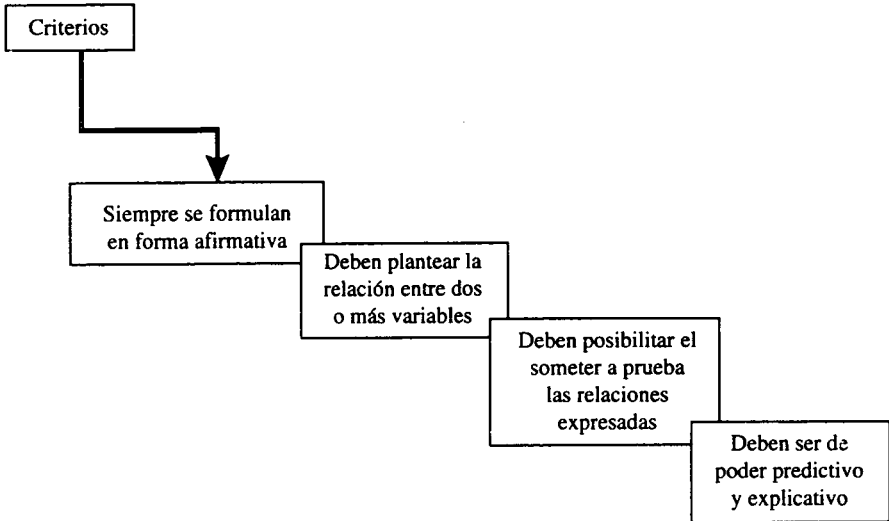 Criterios
Siempre se formulan
en forma afirmativa
Deben plantear la
relación entre dos
o más variables
Deben posibilitar el
someter a prueba
las relaciones
expresadas
Deben ser de
poder predictivo
y explicativo